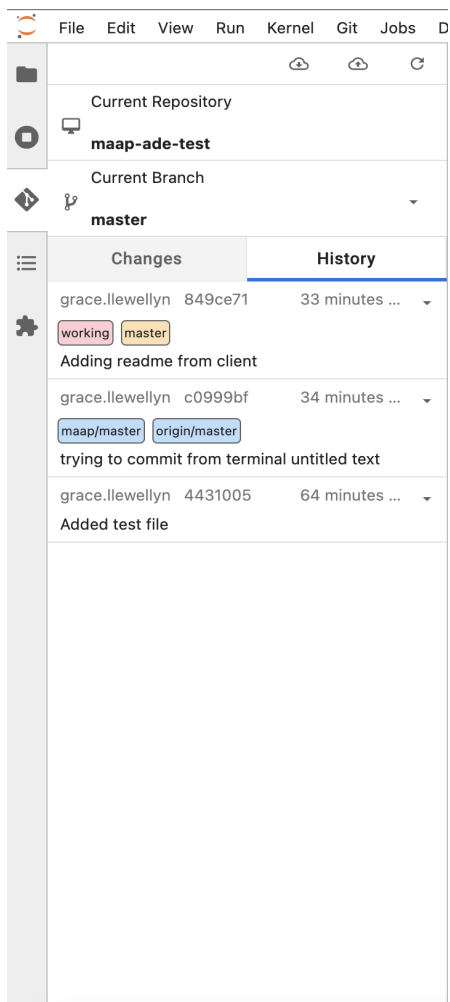 File Edit View Run Kernel Git Jobs D
Current Repository
maap-ade-test
Current Branch
master
Changes History
grace.llewellyn 849ce71 33 minutes ...
working master
Adding readme from client
grace.llewellyn c0999bf 34 minutes ...
maap/master origin/master
trying to commit from terminal untitled text
grace.llewellyn 4431005 64 minutes ...
Added test file